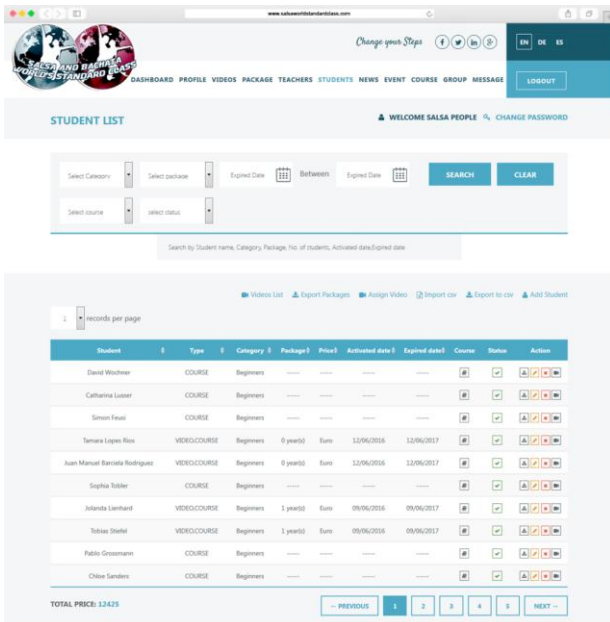 www.salsaworldstandardclass.com
Change your Steps
EN DE ES
SALSA AND BACHATA
WORLD'S STANDARD CLASS
DASHBOARD PROFILE VIDEOS PACKAGE TEACHERS STUDENTS NEWS EVENT COURSE GROUP MESSAGE
LOGOUT
STUDENT LIST
WELCOME SALSA PEOPLE CHANGE PASSWORD
Select Category Select package Expired Date Between Expired Date SEARCH CLEAR
Select course select status
Search by Student name, Category, Package, No. of students, Activated date,Expired date
Videos List Export Packages Assign Video Import csv Export to csv Add Student
records per page
Student Type Category Package Price Activated date Expired date Course Status Action
David Wochner COURSE Beginners ------ ------ ------ ------
Catharina Lusser COURSE Beginners ------ ------ ------ ------
Simon Feusi COURSE Beginners ------ ------ ------ ------
Tamara Lopes Rios VIDEO,COURSE Beginners 0 year(s) Euro 12/06/2016 12/06/2017
Juan Manuel Barciela Rodriguez VIDEO,COURSE Beginners 0 year(s) Euro 12/06/2016 12/06/2017
Sophia Tobler COURSE Beginners ------ ------ ------ ------
Jolanda Lienhard VIDEO,COURSE Beginners 1 year(s) Euro 09/06/2016 09/06/2017
Tobias Stiefel VIDEO,COURSE Beginners 1 year(s) Euro 09/06/2016 09/06/2017
Pablo Grossmann COURSE Beginners ------ ------ ------ ------
Chloe Sanders COURSE Beginners ------ ------ ------ ------
TOTAL PRICE: 12425
← PREVIOUS 1 2 3 4 5 NEXT →